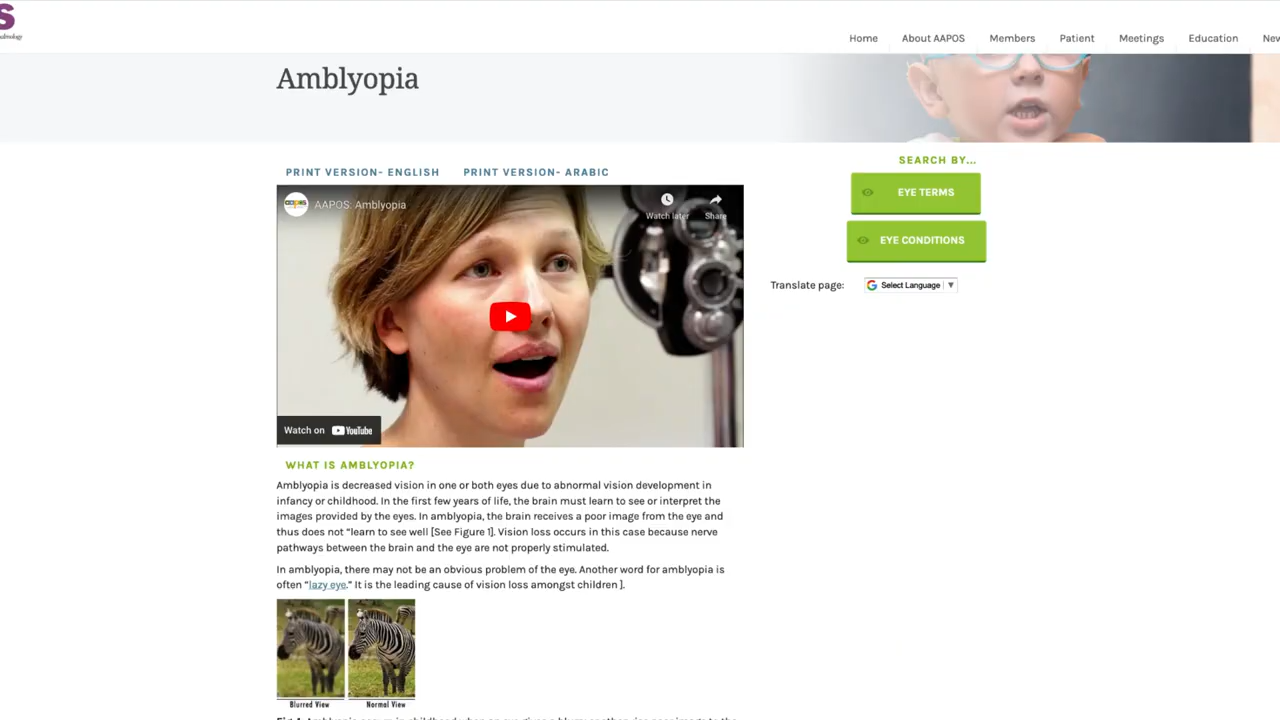 S
Home About AAPOS Members Patient Meetings Education New
Amblyopia
PRINT VERSION- ENGLISH PRINT VERSION- ARABIC
SEARCH BY...
EYE TERMS
EYE CONDITIONS
Translate page: Select Language
AAPOS: Amblyopia
Watch later Share
Watch on YouTube
WHAT IS AMBLYOPIA?
Amblyopia is decreased vision in one or both eyes due to abnormal vision development in
infancy or childhood. In the first few years of life, the brain must learn to see or interpret the
images provided by the eyes. In amblyopia, the brain receives a poor image from the eye and
thus does not “learn to see well [See Figure 1]. Vision loss occurs in this case because nerve
pathways between the brain and the eye are not properly stimulated.
In amblyopia, there may not be an obvious problem of the eye. Another word for amblyopia is
often “lazy eye.” It is the leading cause of vision loss amongst children ].
Blurred View Normal View